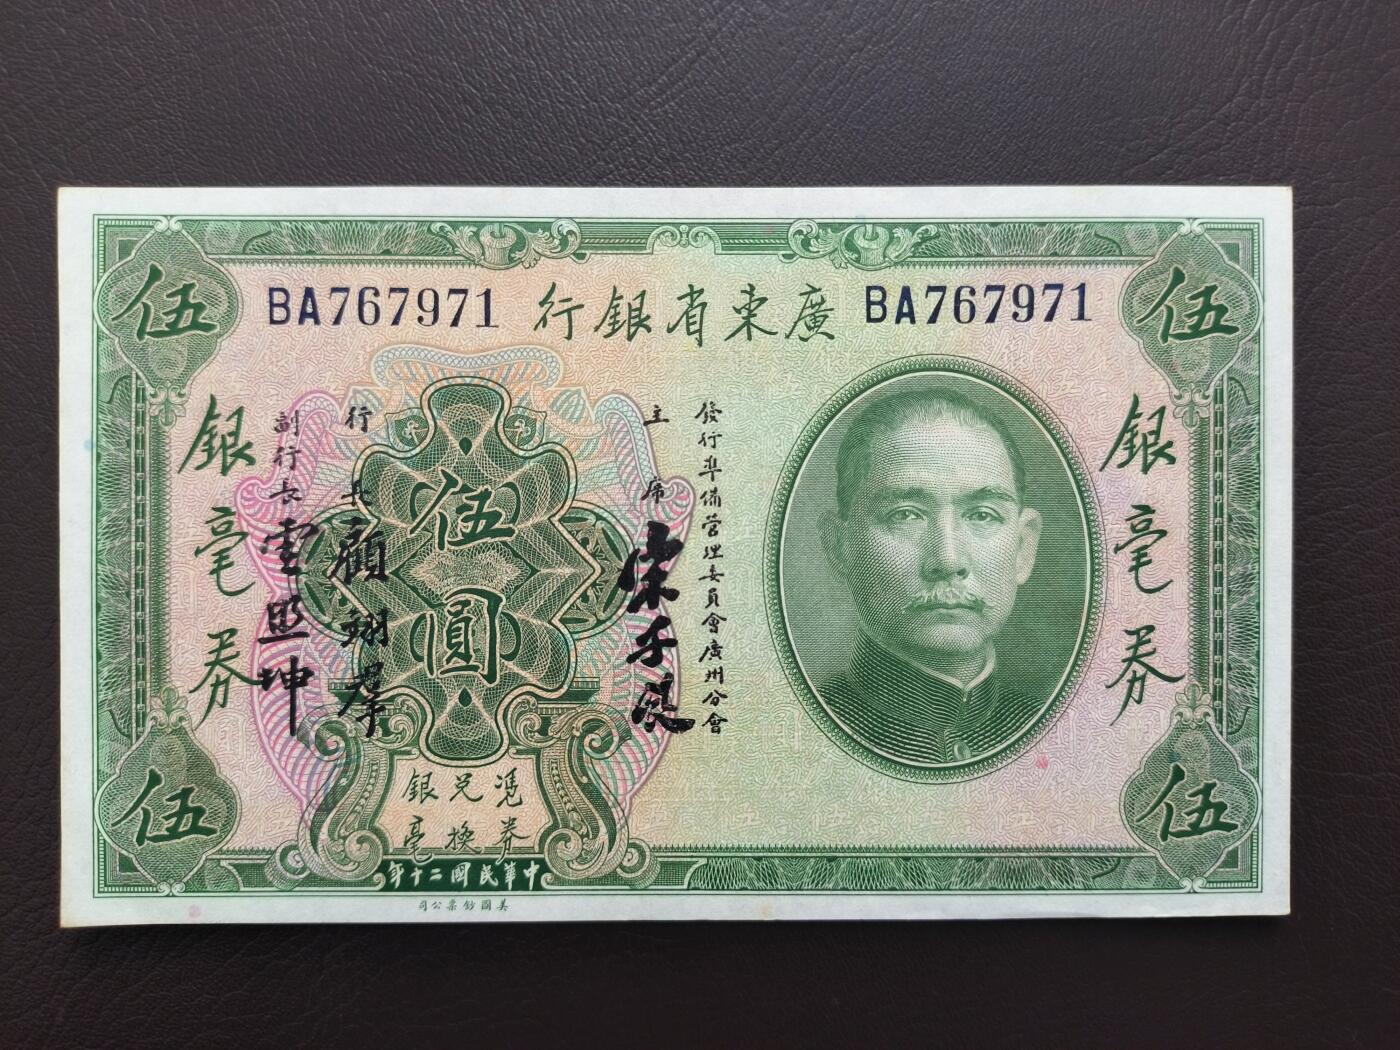 伍
BA767971
行銀省東廣
BA767971
伍
銀毫券
副行長
雲照坤
行長
顧翊羣
伍圓
主席
宋子良
發行準備管理委員會廣州分會
銀毫券
憑券
兌換
銀毫
伍
年十二國民華中
伍
司公票鈔國美